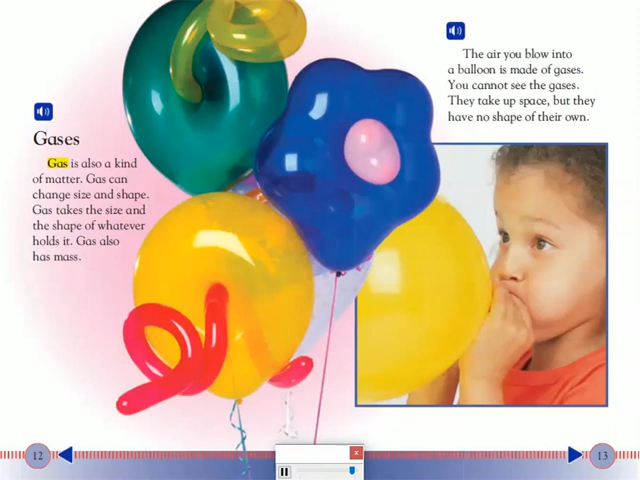 Gases
Gas is also a kind
of matter. Gas can
change size and shape.
Gas takes the size and
the shape of whatever
holds it. Gas also
has mass.
The air you blow into
a balloon is made of gases.
You cannot see the gases.
They take up space, but they
have no shape of their own.
12
x
13